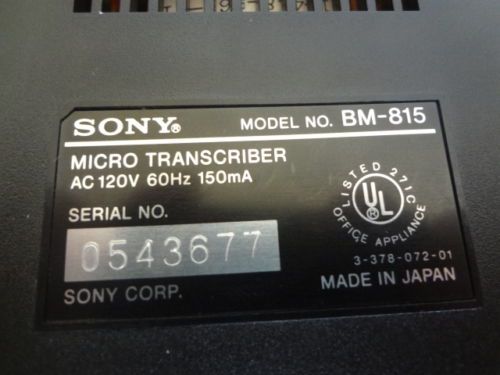 SONY® MODEL NO. BM-815
MICRO TRANSCRIBER
AC 120V 60Hz 150mA
LISTED 271C
UL®
OFFICE APPLIANCE
SERIAL NO.
0543677
3-378-072-01
SONY CORP. MADE IN JAPAN